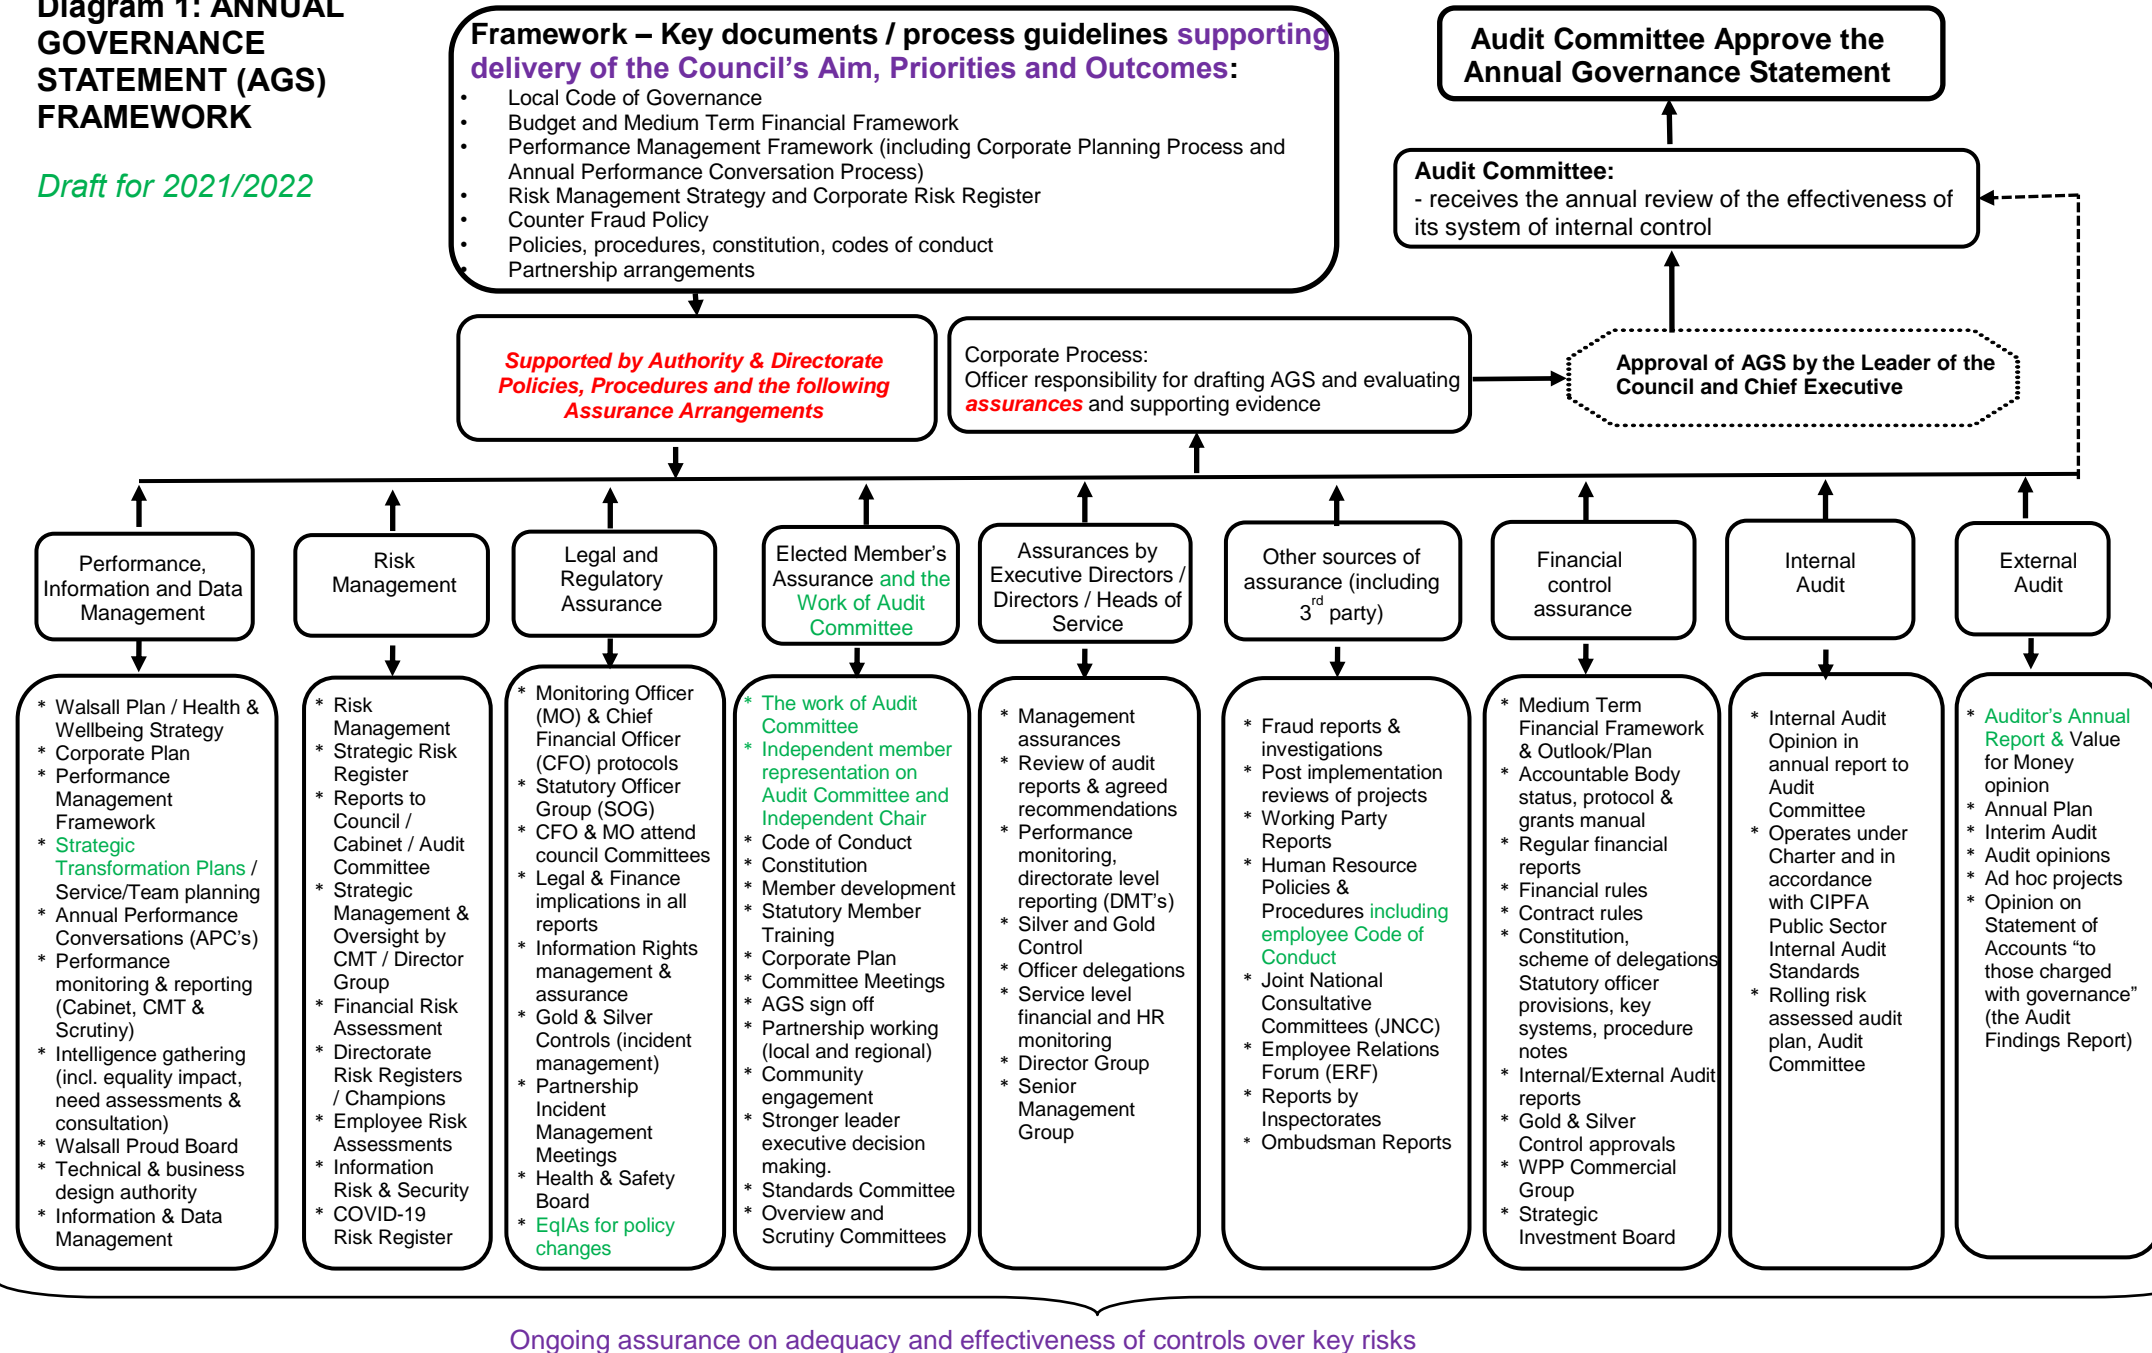 Diagram 1: ANNUAL
GOVERNANCE
STATEMENT (AGS)
FRAMEWORK
Draft for 2021/2022
Framework – Key documents / process guidelines supporting
delivery of the Council’s Aim, Priorities and Outcomes:
• Local Code of Governance
• Budget and Medium Term Financial Framework
• Performance Management Framework (including Corporate Planning Process and
Annual Performance Conversation Process)
• Risk Management Strategy and Corporate Risk Register
• Counter Fraud Policy
• Policies, procedures, constitution, codes of conduct
• Partnership arrangements
Audit Committee Approve the
Annual Governance Statement
Audit Committee:
- receives the annual review of the effectiveness of
its system of internal control
Supported by Authority & Directorate
Policies, Procedures and the following
Assurance Arrangements
Corporate Process:
Officer responsibility for drafting AGS and evaluating
assurances and supporting evidence
Approval of AGS by the Leader of the
Council and Chief Executive
Performance,
Information and Data
Management
Risk
Management
Legal and
Regulatory
Assurance
Elected Member’s
Assurance and the
Work of Audit
Committee
Assurances by
Executive Directors /
Directors / Heads of
Service
Other sources of
assurance (including
3rd party)
Financial
control
assurance
Internal
Audit
External
Audit
* Walsall Plan / Health &
Wellbeing Strategy
* Corporate Plan
* Performance
Management
Framework
* Strategic
Transformation Plans /
Service/Team planning
* Annual Performance
Conversations (APC’s)
* Performance
monitoring & reporting
(Cabinet, CMT &
Scrutiny)
* Intelligence gathering
(incl. equality impact,
need assessments &
consultation)
* Walsall Proud Board
* Technical & business
design authority
* Information & Data
Management
* Risk
Management
* Strategic Risk
Register
* Reports to
Council /
Cabinet / Audit
Committee
* Strategic
Management &
Oversight by
CMT / Director
Group
* Financial Risk
Assessment
* Directorate
Risk Registers
/ Champions
* Employee Risk
Assessments
* Information
Risk & Security
* COVID-19
Risk Register
* Monitoring Officer
(MO) & Chief
Financial Officer
(CFO) protocols
* Statutory Officer
Group (SOG)
* CFO & MO attend
council Committees
* Legal & Finance
implications in all
reports
* Information Rights
management &
assurance
* Gold & Silver
Controls (incident
management)
* Partnership
Incident
Management
Meetings
* Health & Safety
Board
* EqIAs for policy
changes
* The work of Audit
Committee
* Independent member
representation on
Audit Committee and
Independent Chair
* Code of Conduct
* Constitution
* Member development
* Statutory Member
Training
* Corporate Plan
* Committee Meetings
* AGS sign off
* Partnership working
(local and regional)
* Community
engagement
* Stronger leader
executive decision
making.
* Standards Committee
* Overview and
Scrutiny Committees
* Management
assurances
* Review of audit
reports & agreed
recommendations
* Performance
monitoring,
directorate level
reporting (DMT’s)
* Silver and Gold
Control
* Officer delegations
* Service level
financial and HR
monitoring
* Director Group
* Senior
Management
Group
* Fraud reports &
investigations
* Post implementation
reviews of projects
* Working Party
Reports
* Human Resource
Policies &
Procedures including
employee Code of
Conduct
* Joint National
Consultative
Committees (JNCC)
* Employee Relations
Forum (ERF)
* Reports by
Inspectorates
* Ombudsman Reports
* Medium Term
Financial Framework
& Outlook/Plan
* Accountable Body
status, protocol &
grants manual
* Regular financial
reports
* Financial rules
* Contract rules
* Constitution,
scheme of delegations
Statutory officer
provisions, key
systems, procedure
notes
* Internal/External Audit
reports
* Gold & Silver
Control approvals
* WPP Commercial
Group
* Strategic
Investment Board
* Internal Audit
Opinion in
annual report to
Audit
Committee
* Operates under
Charter and in
accordance
with CIPFA
Public Sector
Internal Audit
Standards
* Rolling risk
assessed audit
plan, Audit
Committee
* Auditor’s Annual
Report & Value
for Money
opinion
* Annual Plan
* Interim Audit
* Audit opinions
* Ad hoc projects
* Opinion on
Statement of
Accounts “to
those charged
with governance”
(the Audit
Findings Report)
Ongoing assurance on adequacy and effectiveness of controls over key risks